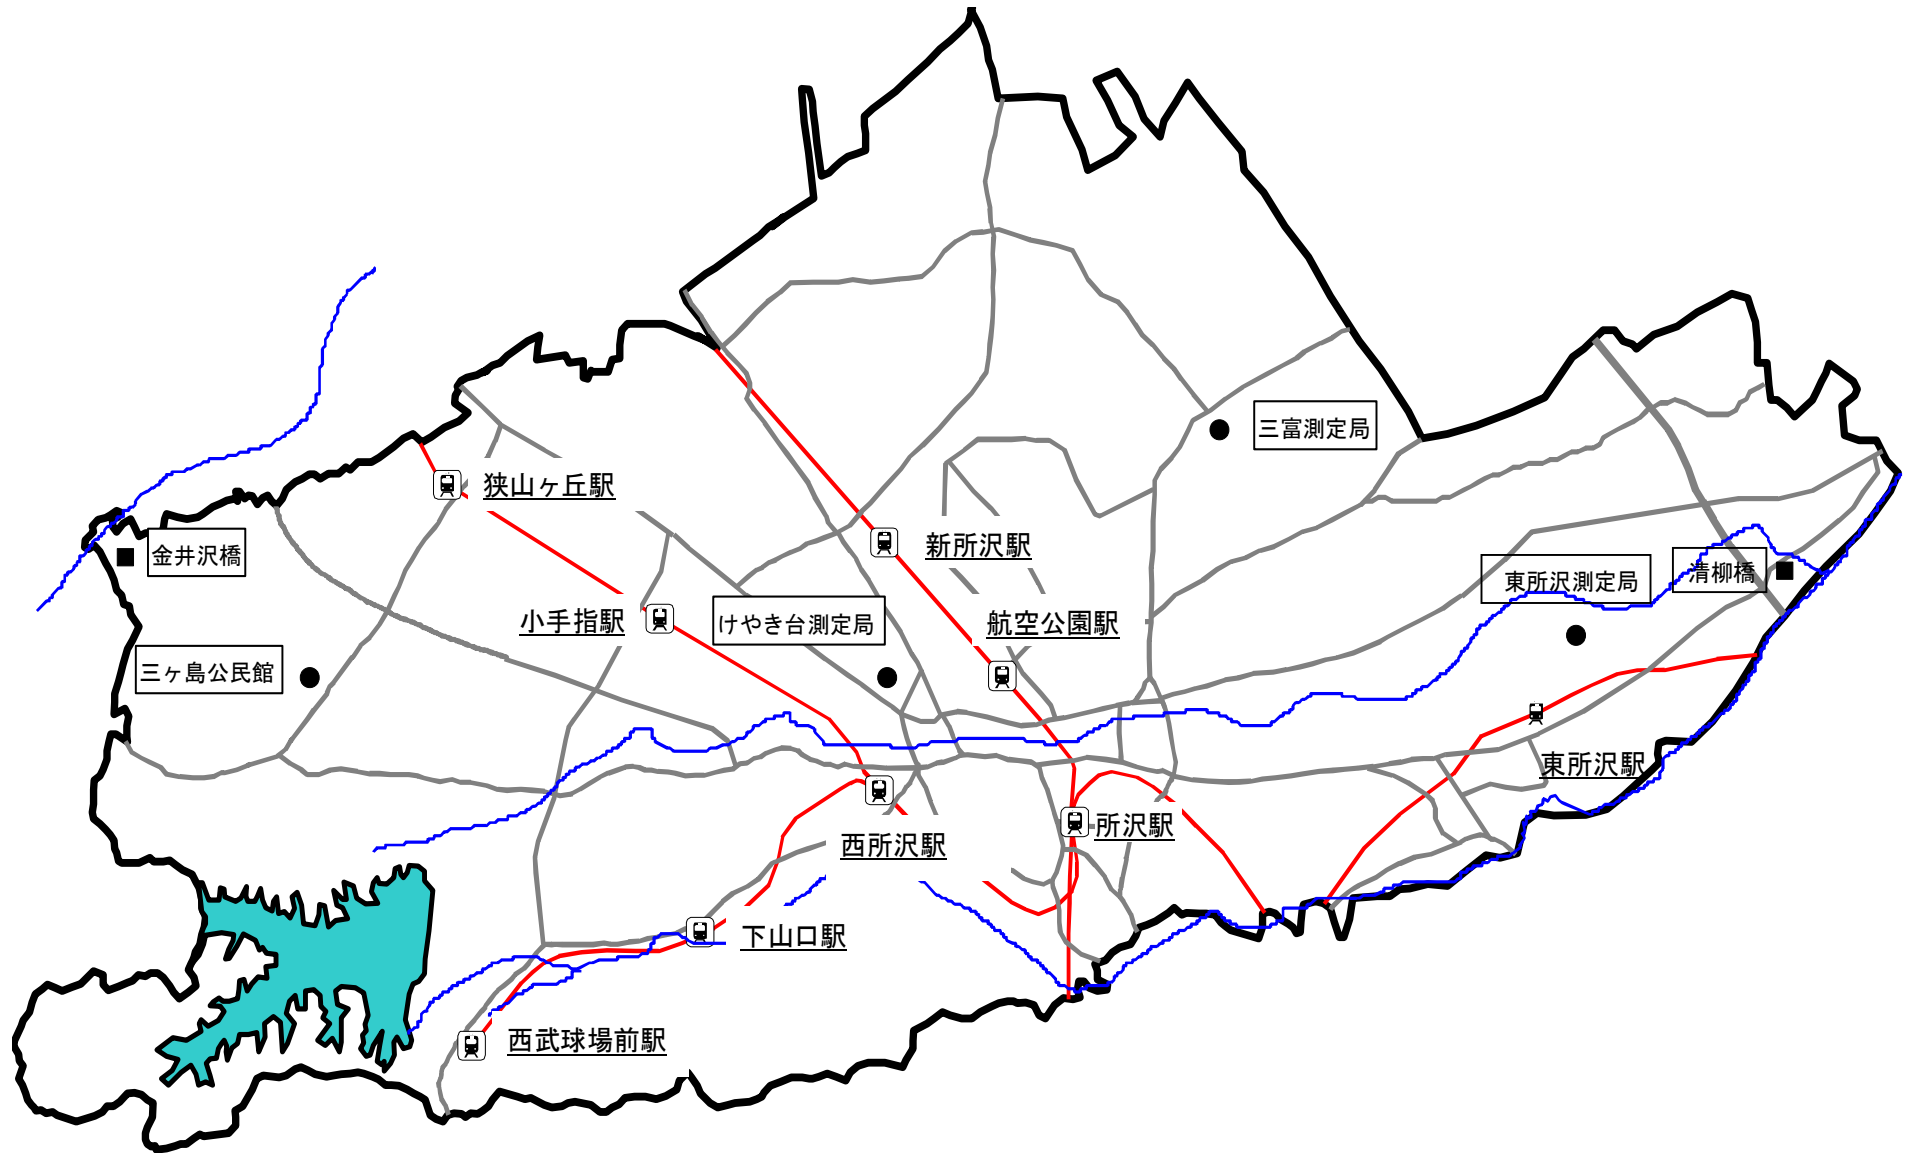 三富測定局
狭山ヶ丘駅
新所沢駅
金井沢橋
東所沢測定局
清柳橋
小手指駅
けやき台測定局
航空公園駅
三ヶ島公民館
東所沢駅
所沢駅
西所沢駅
下山口駅
西武球場前駅